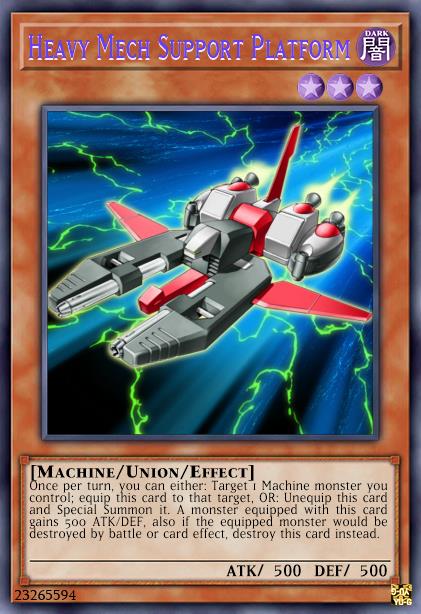 HEAVY MECH SUPPORT PLATFORM
DARK
闇
[MACHINE/UNION/EFFECT]
Once per turn, you can either: Target 1 Machine monster you
control; equip this card to that target, OR: Unequip this card
and Special Summon it. A monster equipped with this card
gains 500 ATK/DEF, also if the equipped monster would be
destroyed by battle or card effect, destroy this card instead.
ATK/ 500 DEF/ 500
23265594